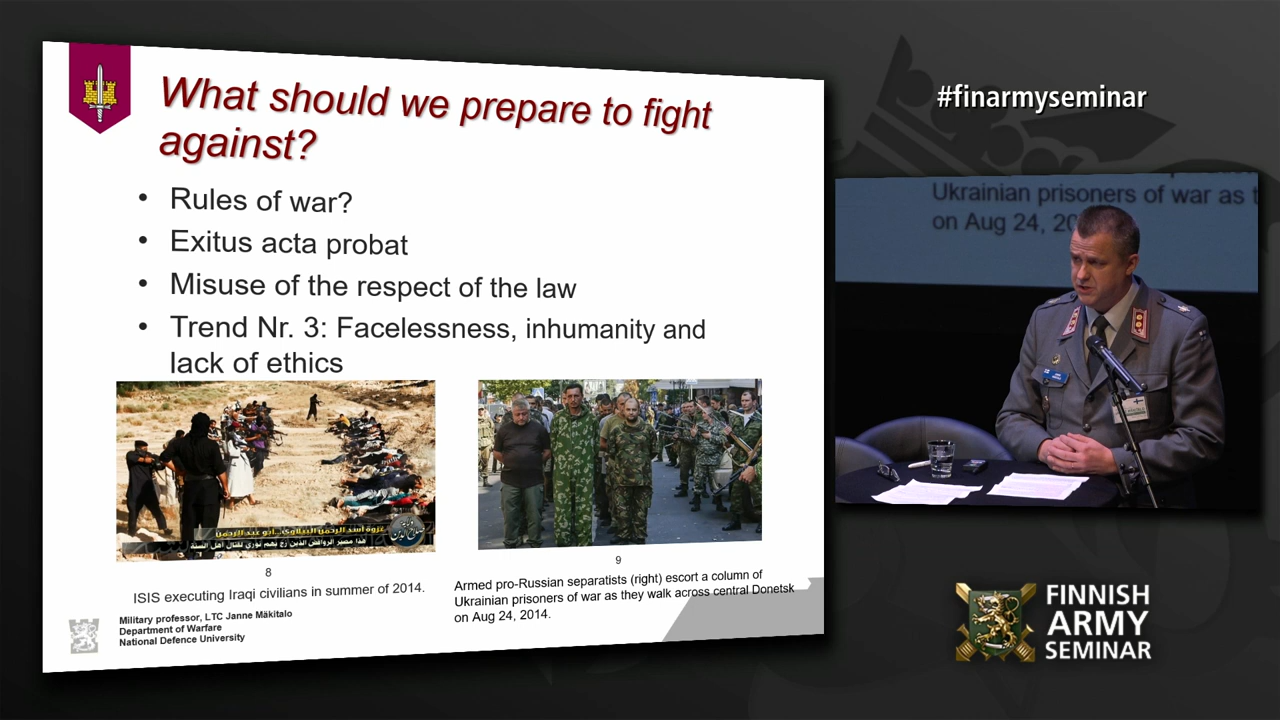 What should we prepare to fight
against?
• Rules of war?
• Exitus acta probat
• Misuse of the respect of the law
• Trend Nr. 3: Facelessness, inhumanity and
lack of ethics
8
ISIS executing Iraqi civilians in summer of 2014.
9
Armed pro-Russian separatists (right) escort a column of
Ukrainian prisoners of war as they walk across central Donetsk
on Aug 24, 2014.
Military professor, LTC Janne Mäkitalo
Department of Warfare
National Defence University
#finarmyseminar
Ukrainian prisoners of war as t
on Aug 24, 20
FINNISH
ARMY
SEMINAR